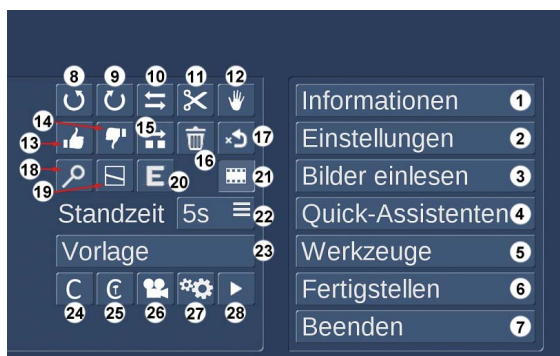 8 9 10 11 12
Informationen 1
14 15 17
13 16
Einstellungen 2
18 19 20 21
E
Bilder einlesen 3
Standzeit 5s 22
Quick-Assistenten 4
Vorlage 23
Werkzeuge 5
C T
Fertigstellen 6
24 25 26 27 28
Beenden 7